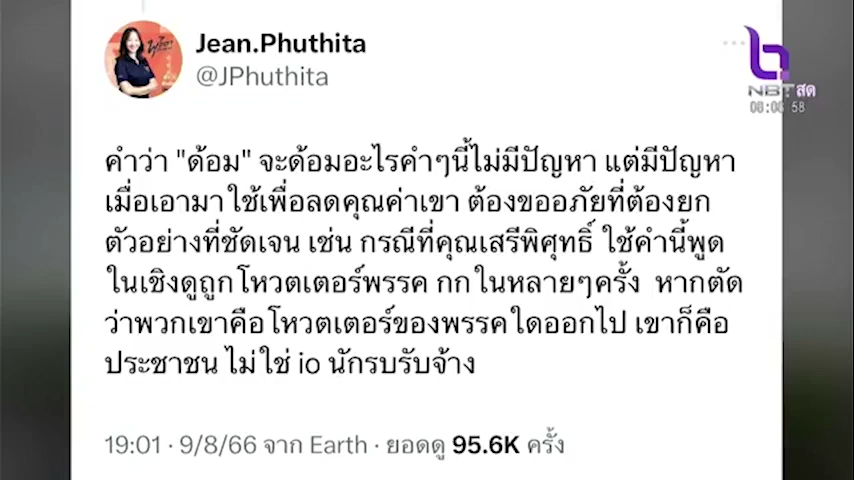 Jean.Phuthita
@JPhuthita
NBT สด
คำว่า "ด้อม" จะด้อมอะไรคำๆนี้ไม่มีปัญหา แต่มีปัญหา
เมื่อเอามาใช้เพื่อลดคุณค่าเขา ต้องขออภัยที่ต้องยก
ตัวอย่างที่ชัดเจน เช่น กรณีที่คุณเสรีพิศุทธิ์ ใช้คำนี้พูด
ในเชิงดูถูกโหวตเตอร์พรรค กกในหลายๆครั้ง หากตัด
ว่าพวกเขาคือโหวตเตอร์ของพรรคใดออกไป เขาก็คือ
ประชาชน ไม่ใช่ io นักรบรับจ้าง
19:01 · 9/8/66 จาก Earth · ยอดดู 95.6K ครั้ง